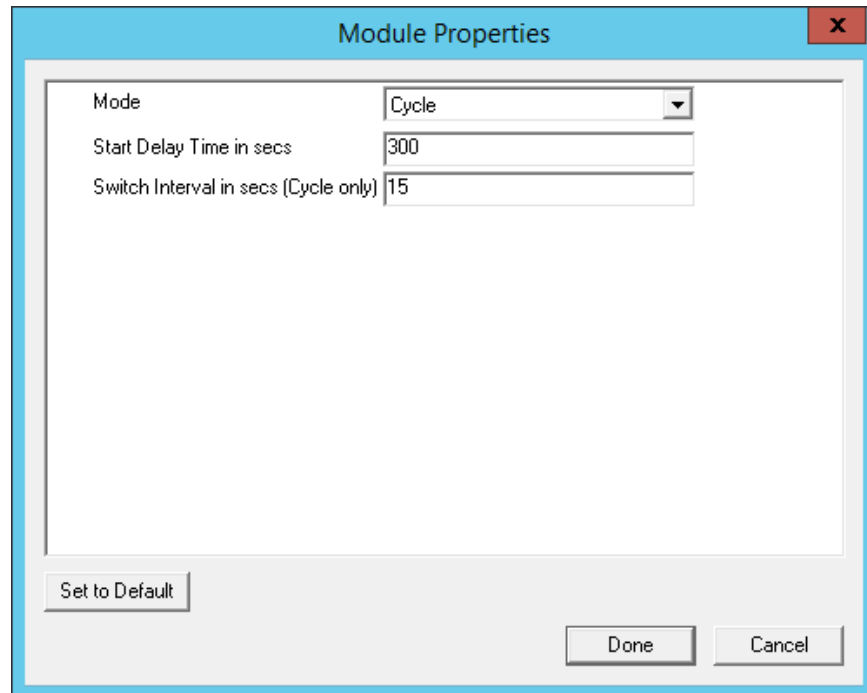 Module Properties
x
Mode Cycle
Start Delay Time in secs 300
Switch Interval in secs (Cycle only) 15
Set to Default
Done Cancel